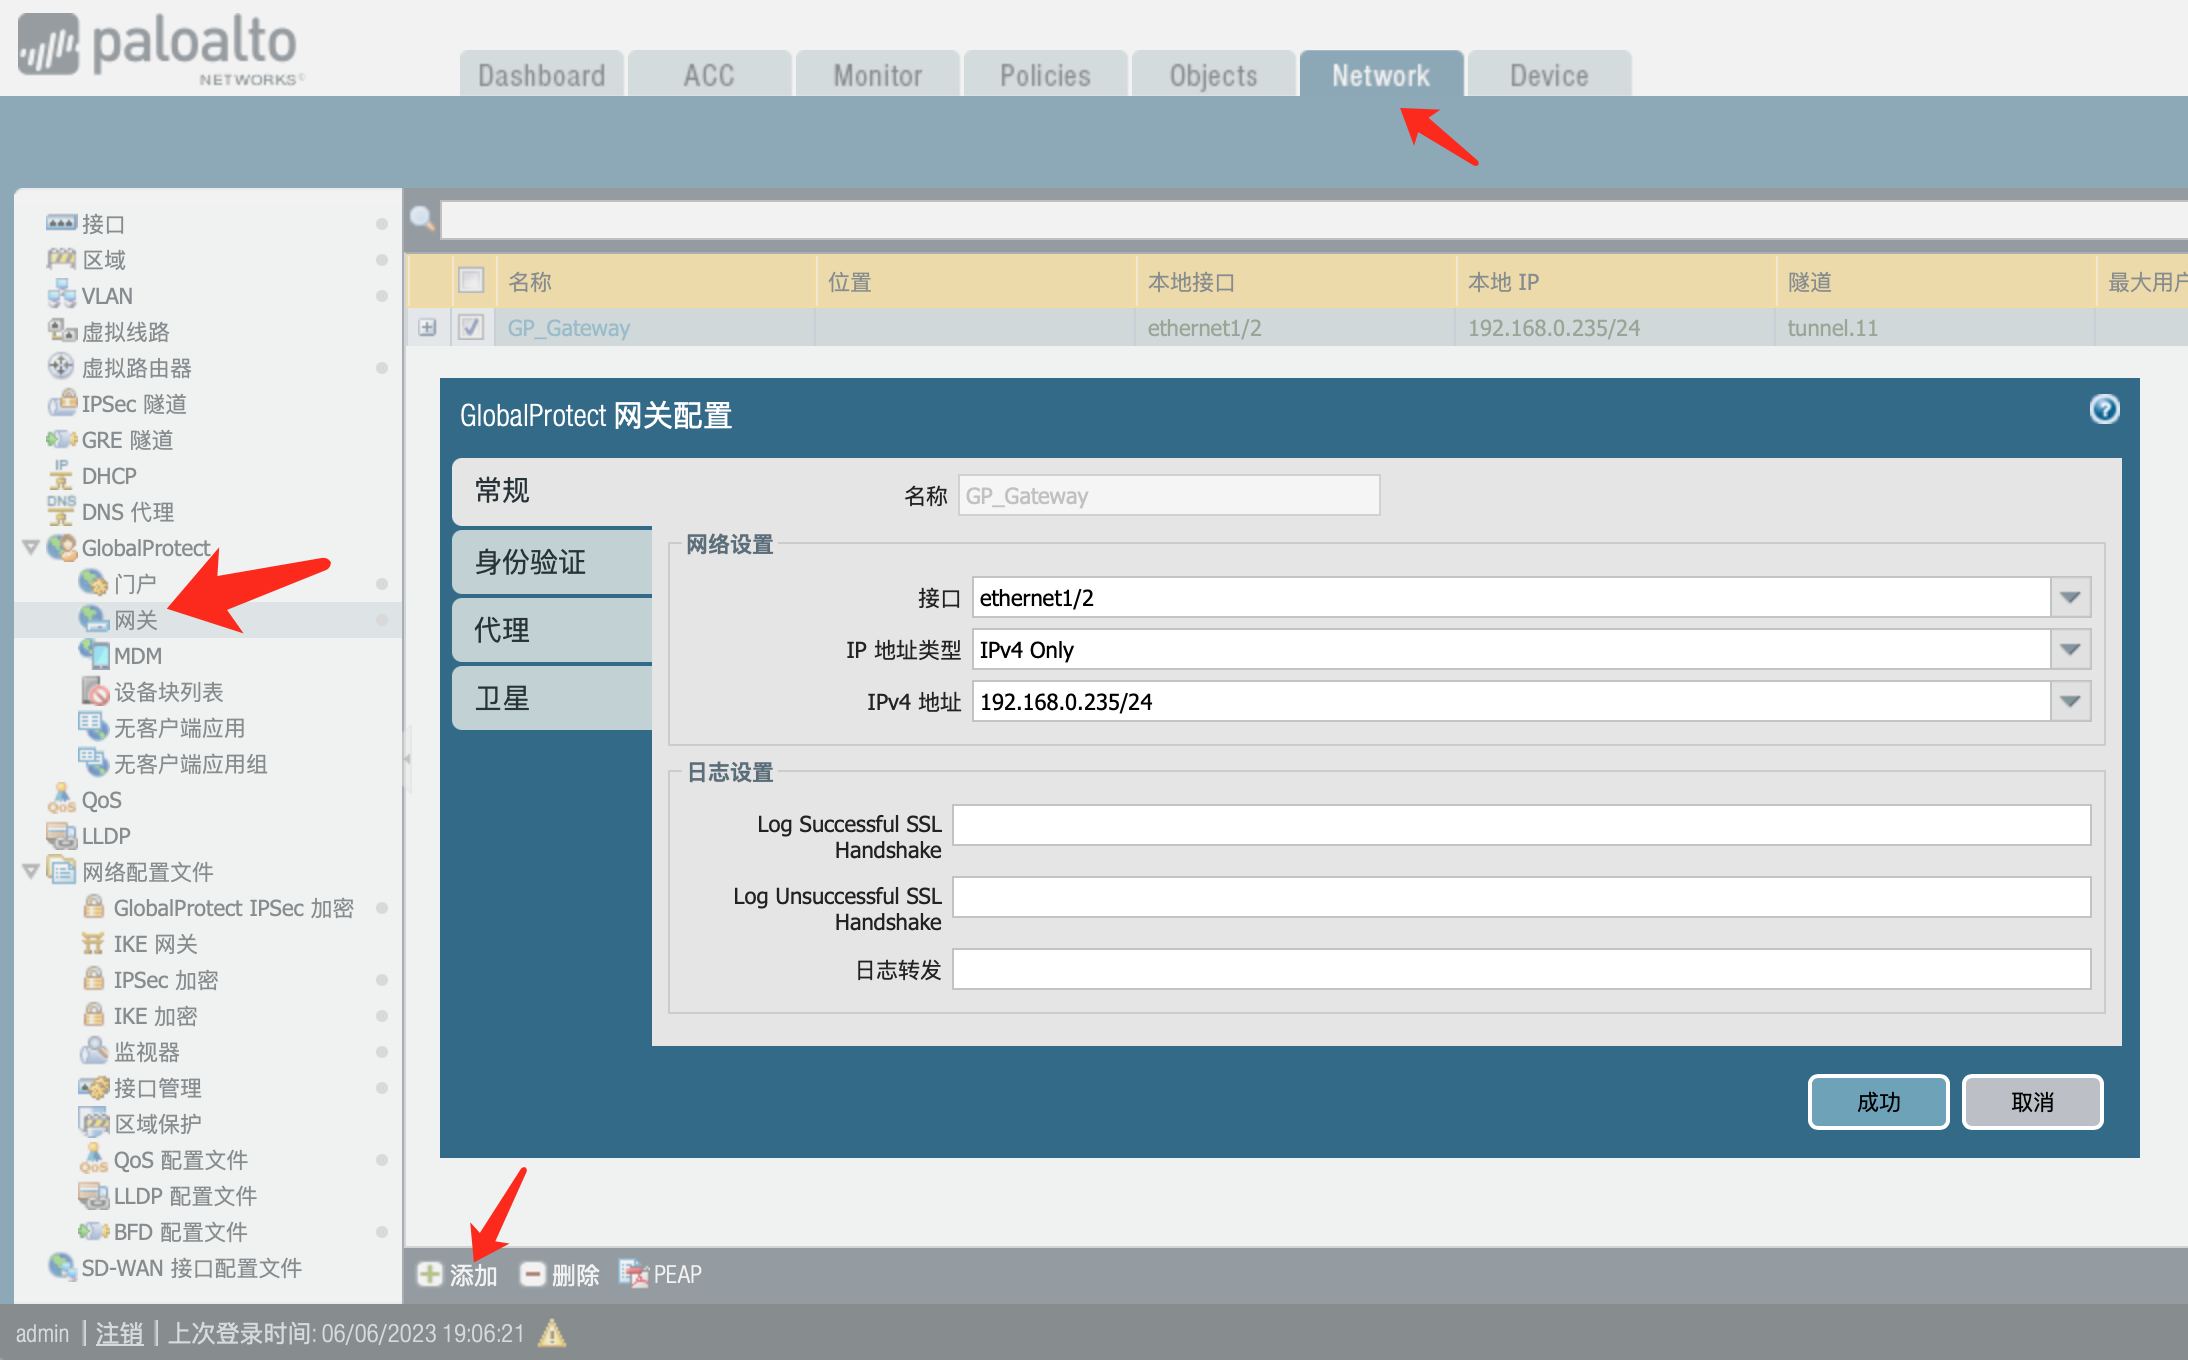 paloalto
NETWORKS
Dashboard
ACC
Monitor
Policies
Objects
Network
Device
接口
区域
VLAN
虚拟线路
虚拟路由器
IPSec 隧道
GRE 隧道
DHCP
DNS 代理
GlobalProtect
门户
网关
MDM
设备块列表
无客户端应用
无客户端应用组
QoS
LLDP
网络配置文件
GlobalProtect IPSec 加密
IKE 网关
IPSec 加密
IKE 加密
监视器
接口管理
区域保护
QoS 配置文件
LLDP 配置文件
BFD 配置文件
SD-WAN 接口配置文件
名称 位置 本地接口 本地 IP 隧道 最大用户
GP_Gateway ethernet1/2 192.168.0.235/24 tunnel.11
GlobalProtect 网关配置
常规
身份验证
代理
卫星
名称 GP_Gateway
网络设置
接口 ethernet1/2
IP 地址类型 IPv4 Only
IPv4 地址 192.168.0.235/24
日志设置
Log Successful SSL
Handshake
Log Unsuccessful SSL
Handshake
日志转发
成功
取消
添加 删除 PEAP
admin | 注销 | 上次登录时间: 06/06/2023 19:06:21